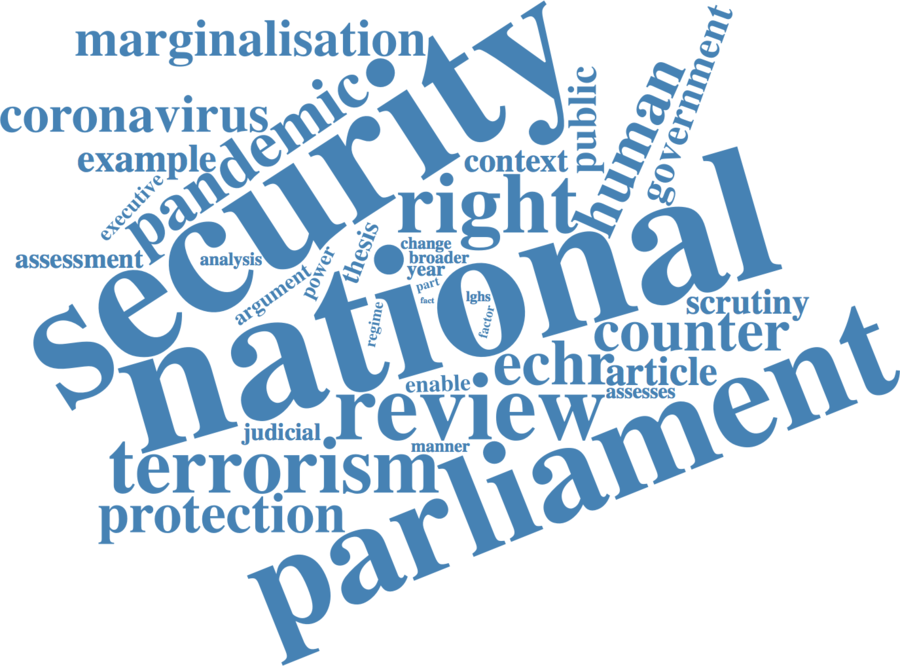 marginalisation
security
coronavirus
pandemic
public
human
government
example
context
executive
right
assessment
analysis
thesis
change
broader
year
power
argument
national
part
fact
lghs
factor
regime
scrutiny
counter
echr
article
enable
assesses
review
judicial
manner
terrorism
protection
parliament